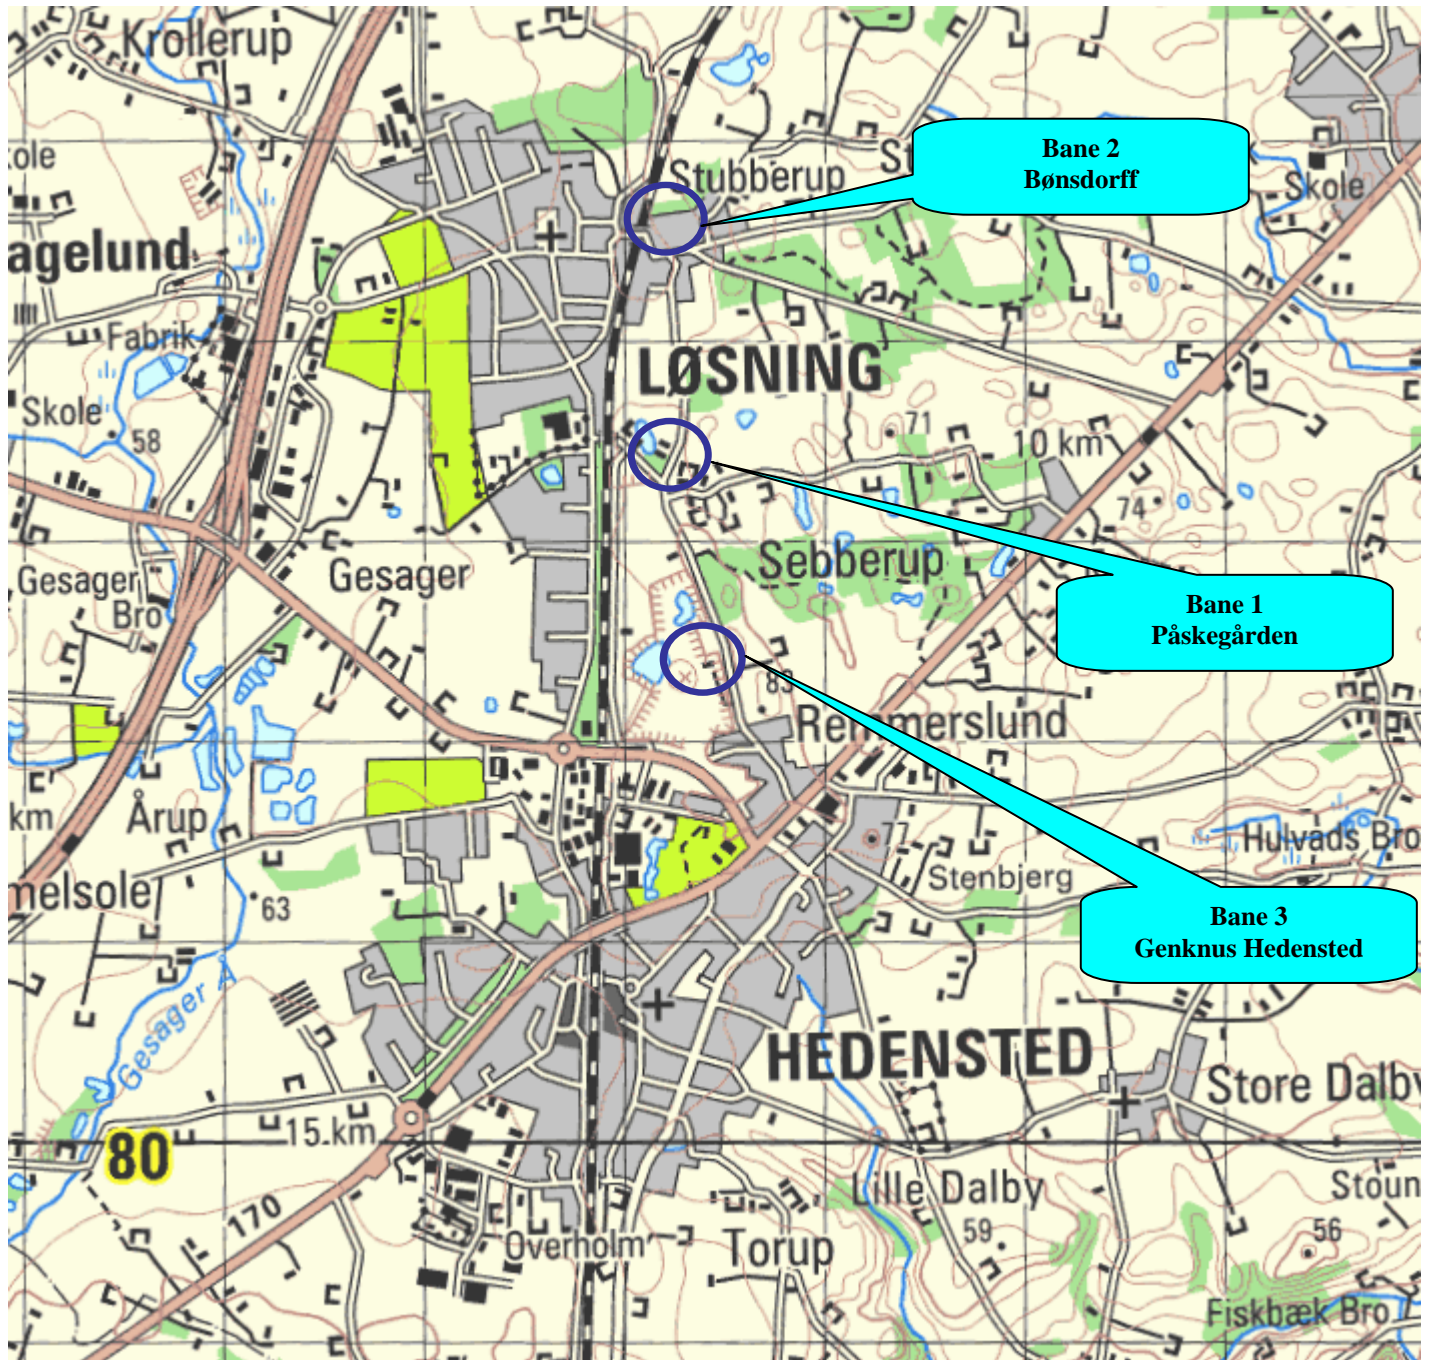 Krollerup
Bane 2
Bønsdorff
St
Stubberup
Skole
agelund
Fabrik
LØSNING
Skole
58
71
10 km
74
Sebberup
Gesager
Gesager
Bro
Bane 1
Påskegården
83
Remmerslund
km
Årup
77
Hulvads Bro
Stenbjerg
melsole
63
Bane 3
Genknus Hedensted
Gesager Å
HEDENSTED
Store Dalby
15 km
80
Lille Dalby
Stoun
170
59
56
Overholm
Torup
Fiskbæk Bro